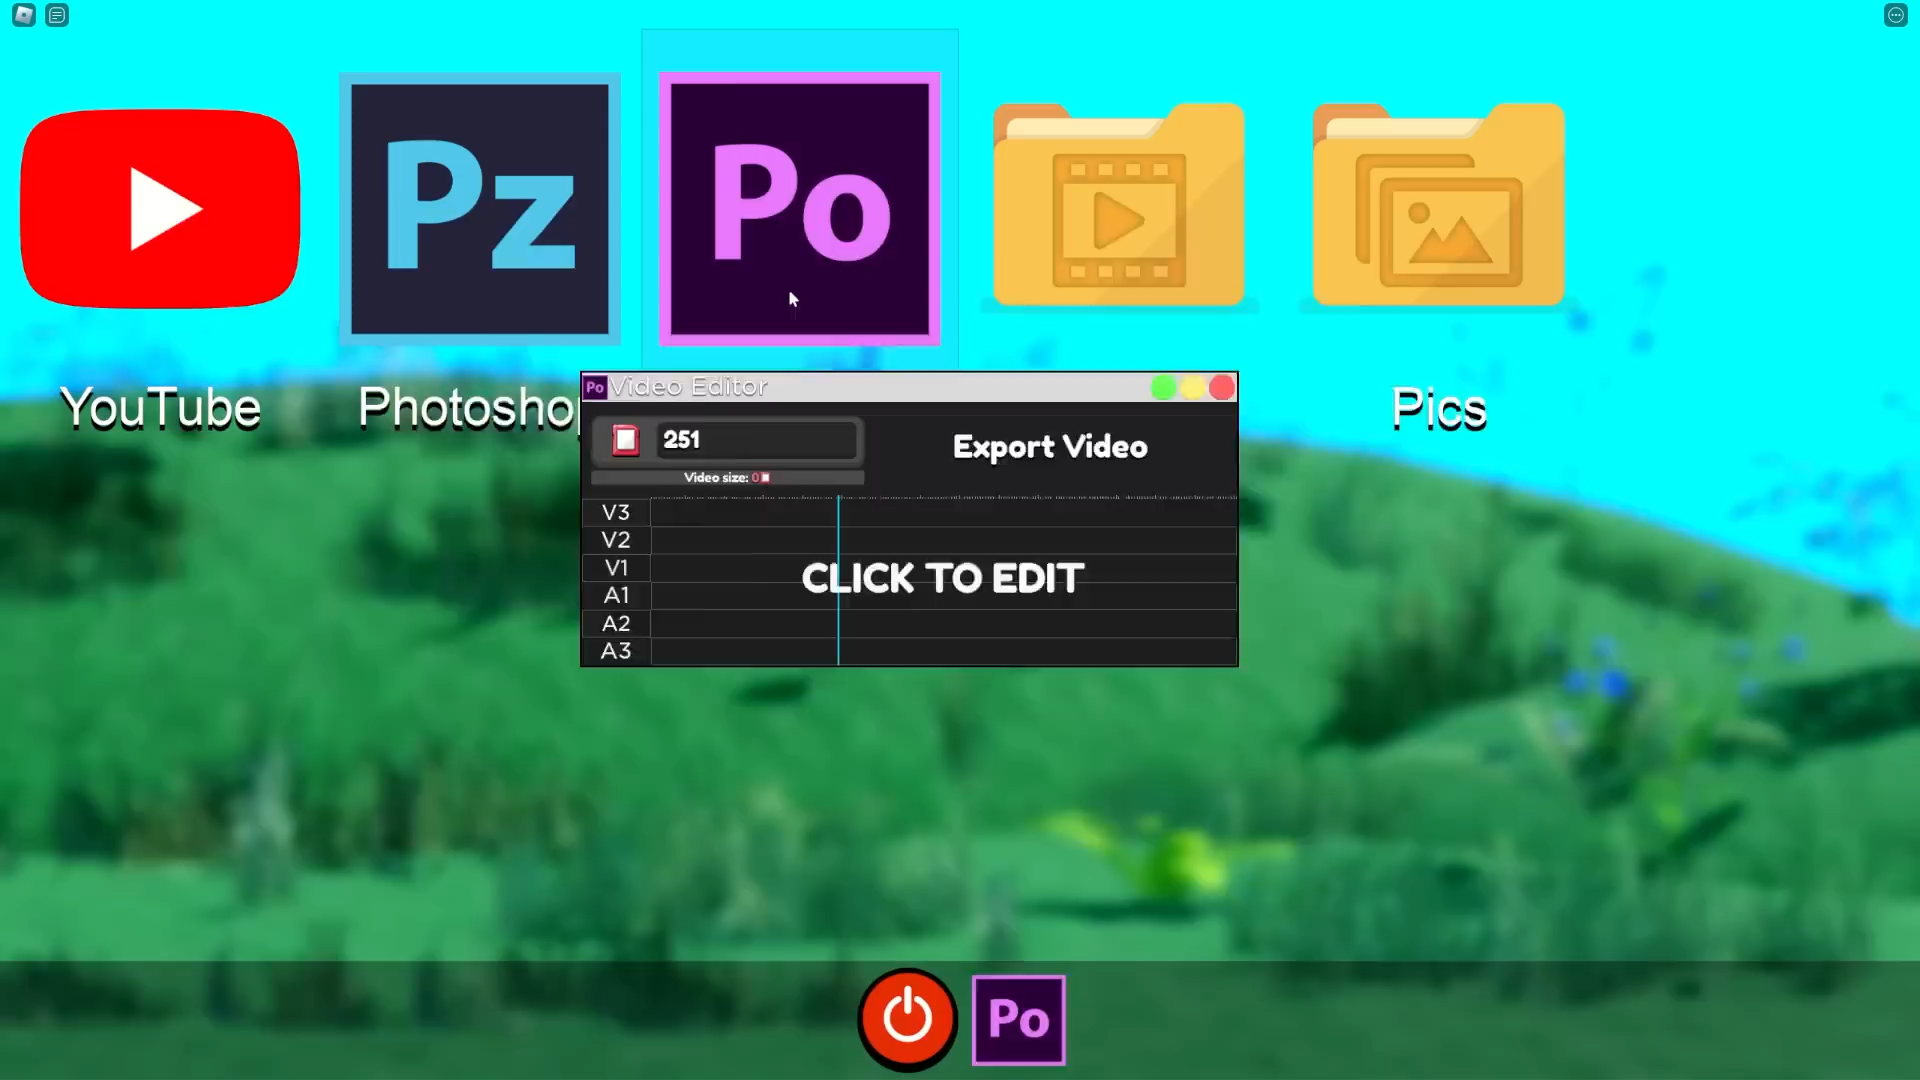 Pz
Po
YouTube
Photosho
Pics
Po
Video Editor
251
Export Video
Video size: 0
V3
V2
V1
CLICK TO EDIT
A1
A2
A3
Po